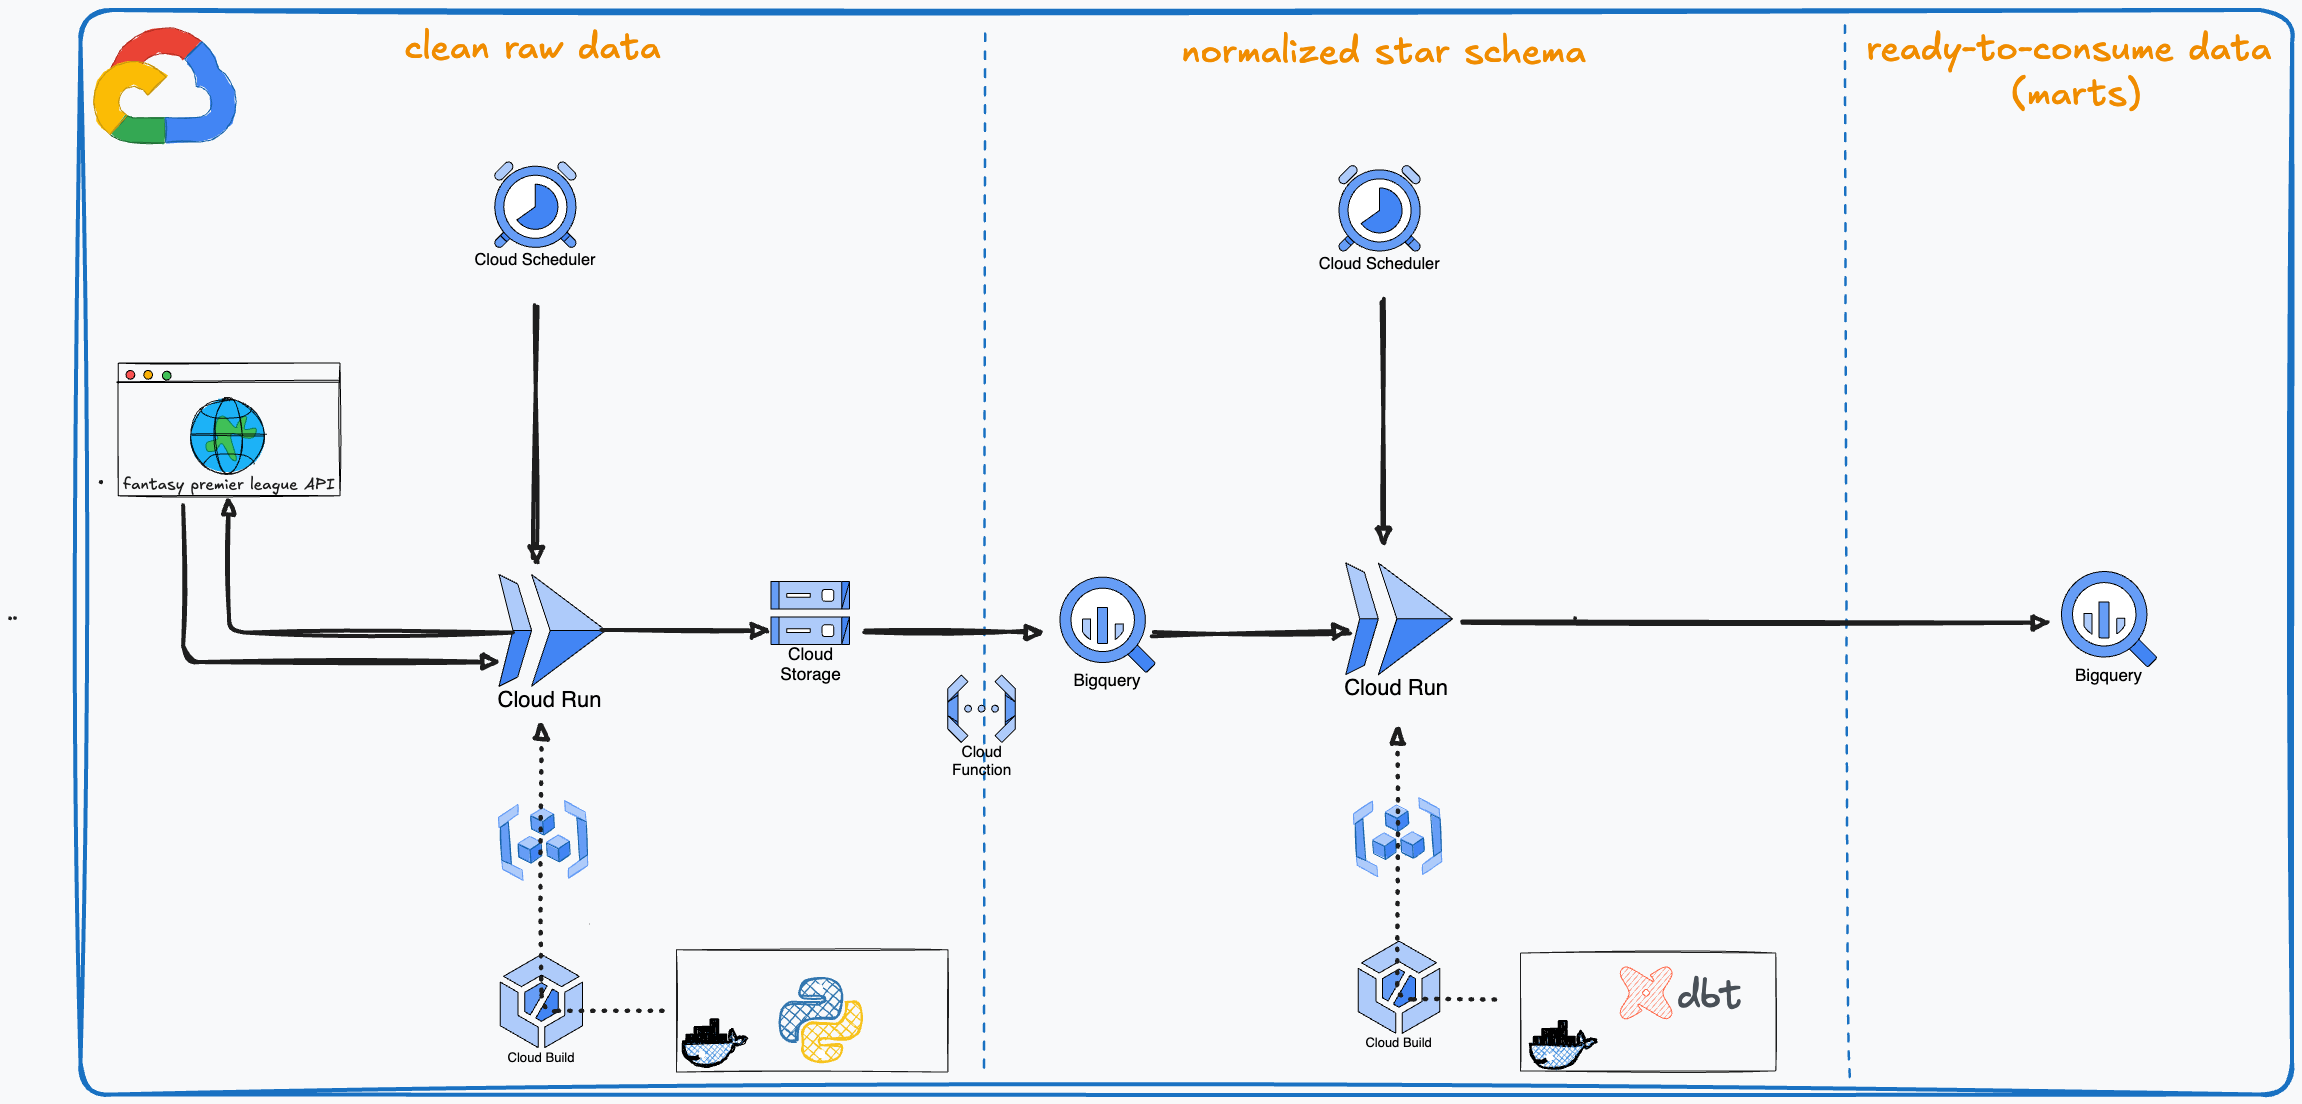 clean raw data
normalized star schema
ready-to-consume data
(marts)
Cloud Scheduler
Cloud Scheduler
fantasy premier league API
Cloud Run
Cloud
Storage
Cloud
Function
Bigquery
Cloud Run
Bigquery
Cloud Build
Cloud Build
dbt